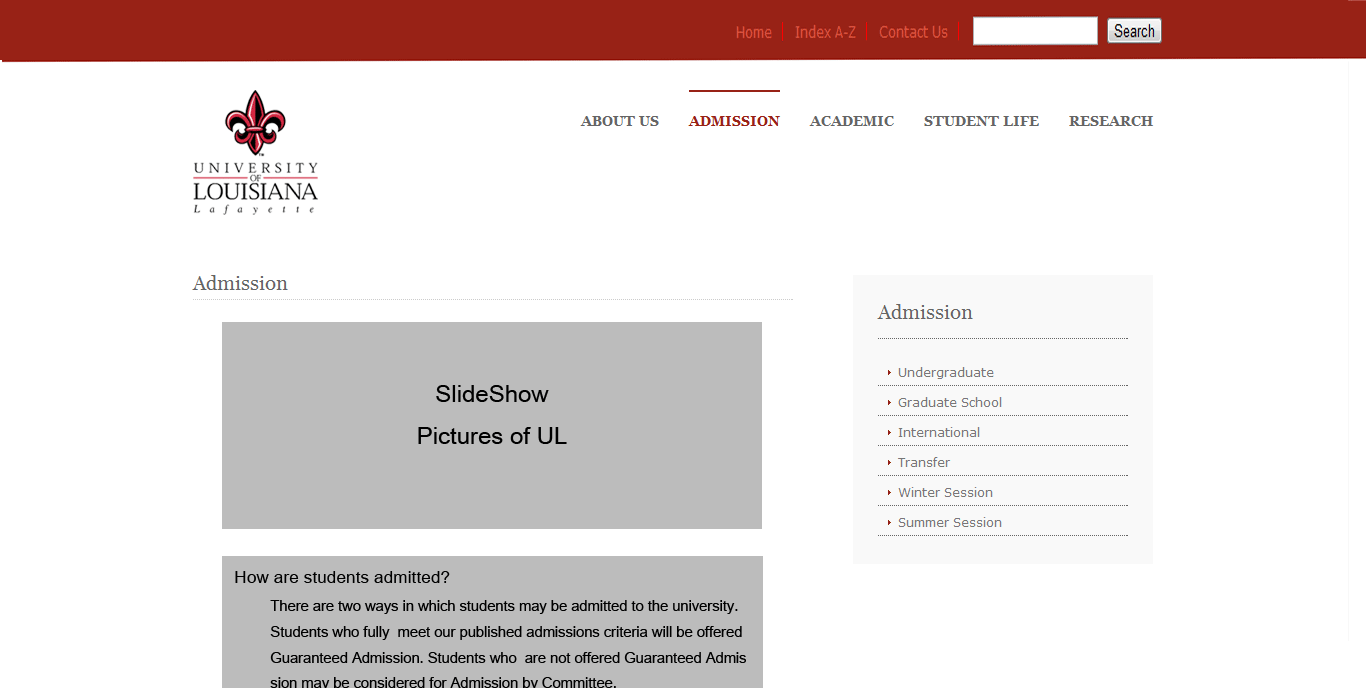 Home
Index A-Z
Contact Us
Search
UNIVERSITY
OF
LOUISIANA
Lafayette
ABOUT US
ADMISSION
ACADEMIC
STUDENT LIFE
RESEARCH
Admission
SlideShow
Pictures of UL
How are students admitted?
There are two ways in which students may be admitted to the university.
Students who fully  meet our published admissions criteria will be offered
Guaranteed Admission. Students who  are not offered Guaranteed Admis
sion may be considered for Admission by Committee.
Admission
Undergraduate
Graduate School
International
Transfer
Winter Session
Summer Session